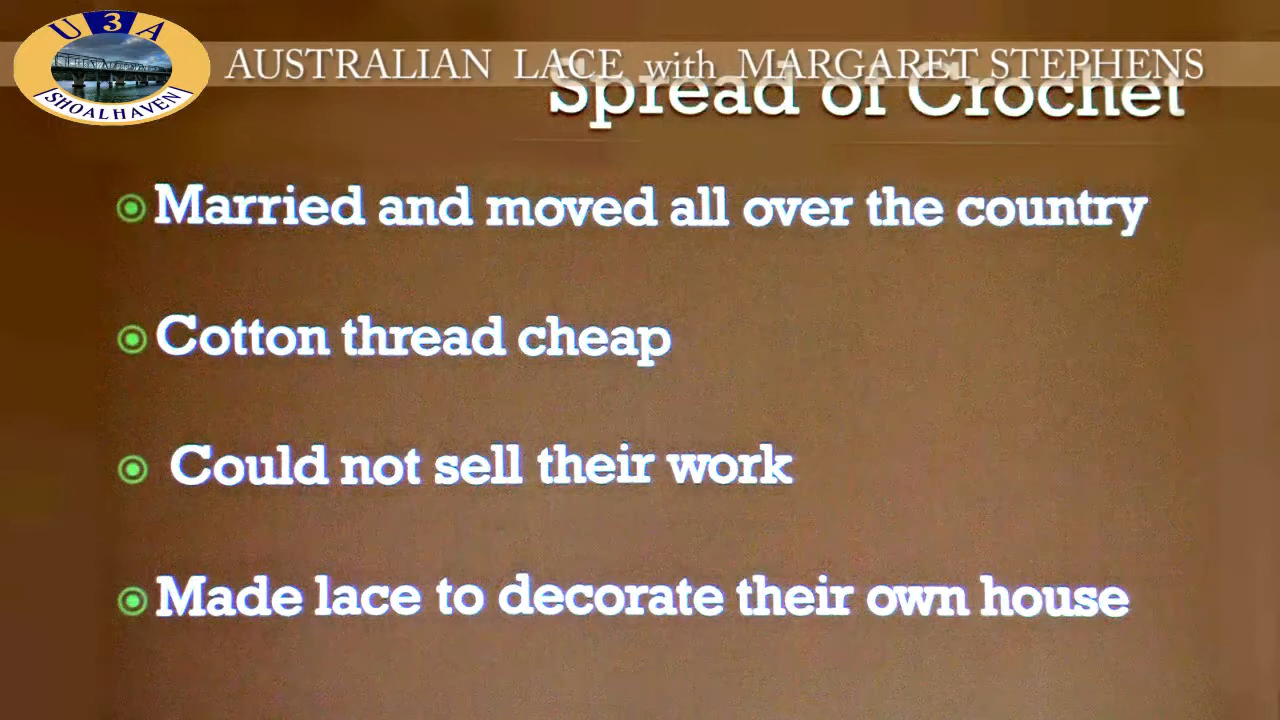 U3A
SHOALHAVEN
AUSTRALIAN LACE with MARGARET STEPHENS
Spread of Crochet
Married and moved all over the country
Cotton thread cheap
Could not sell their work
Made lace to decorate their own house